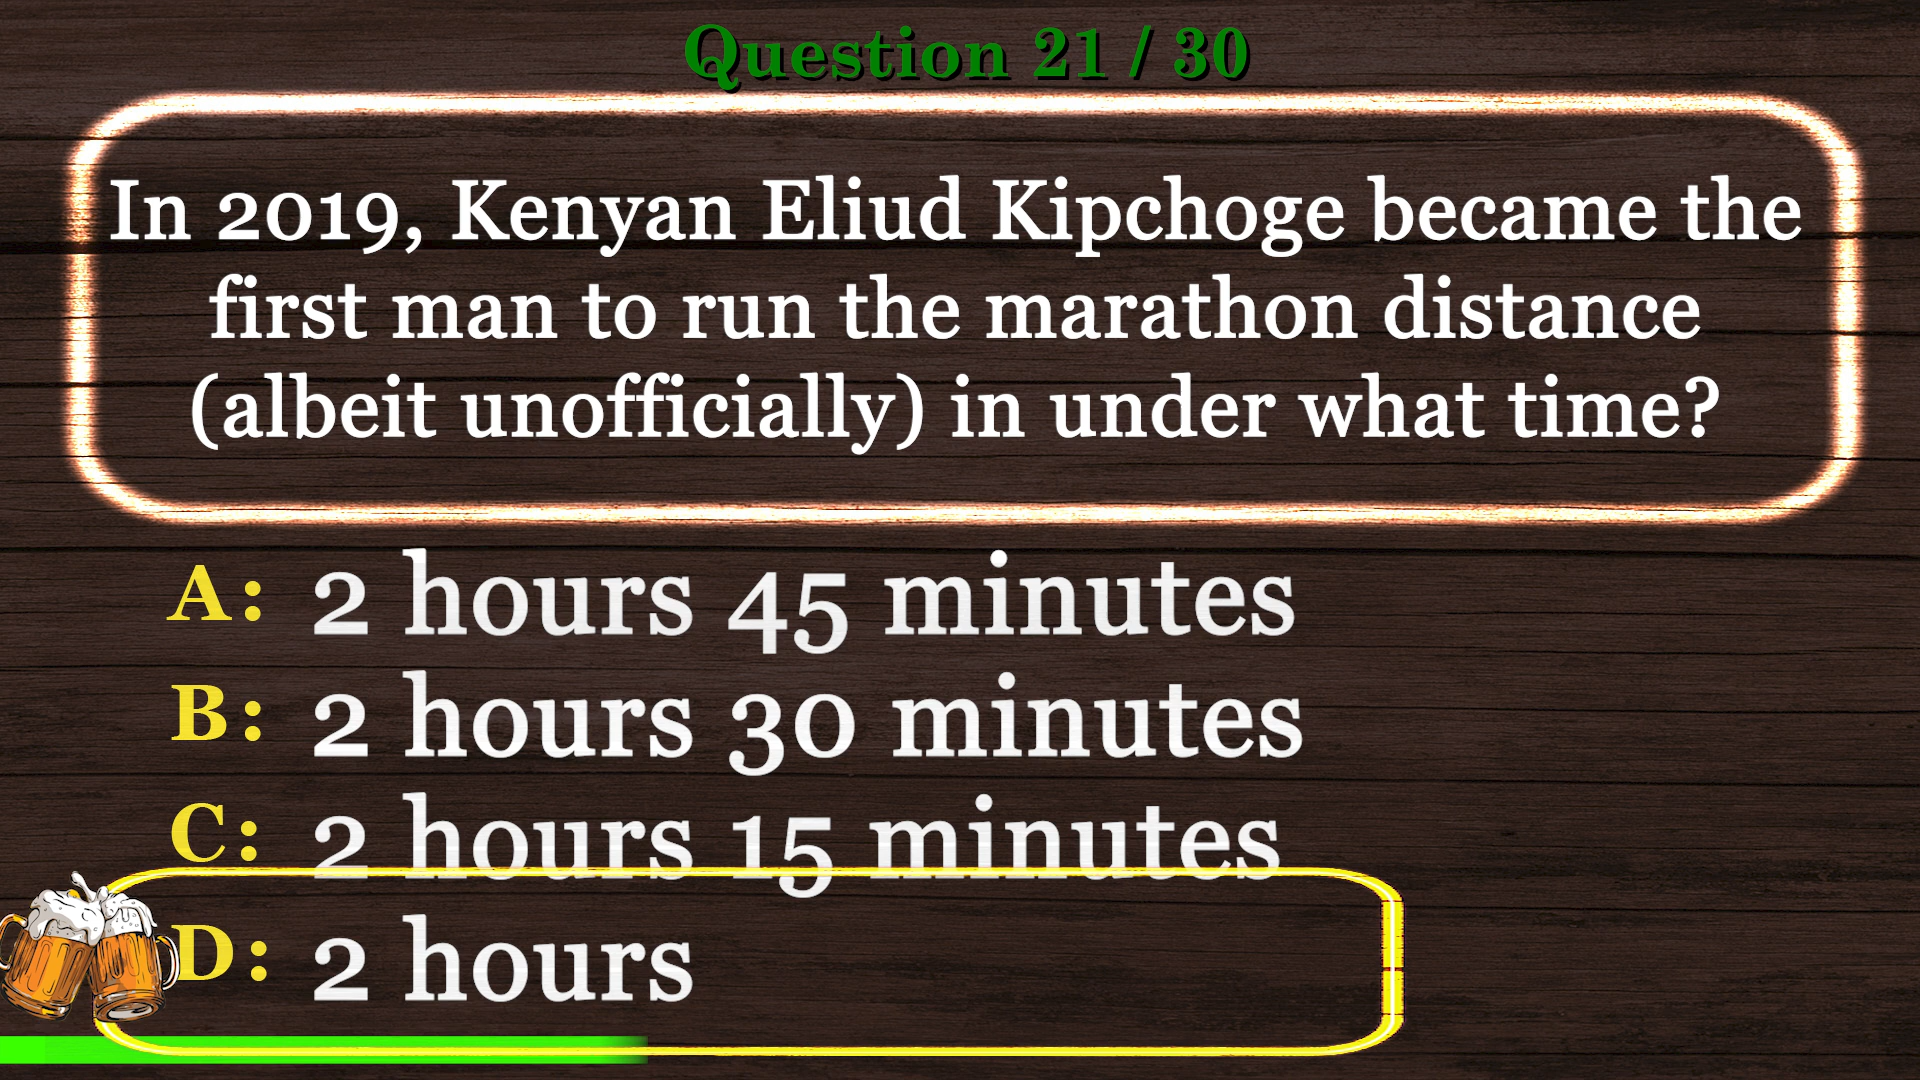 Question 21 / 30
In 2019, Kenyan Eliud Kipchoge became the
first man to run the marathon distance
(albeit unofficially) in under what time?
A: 2 hours 45 minutes
B: 2 hours 30 minutes
C: 2 hours 15 minutes
D: 2 hours